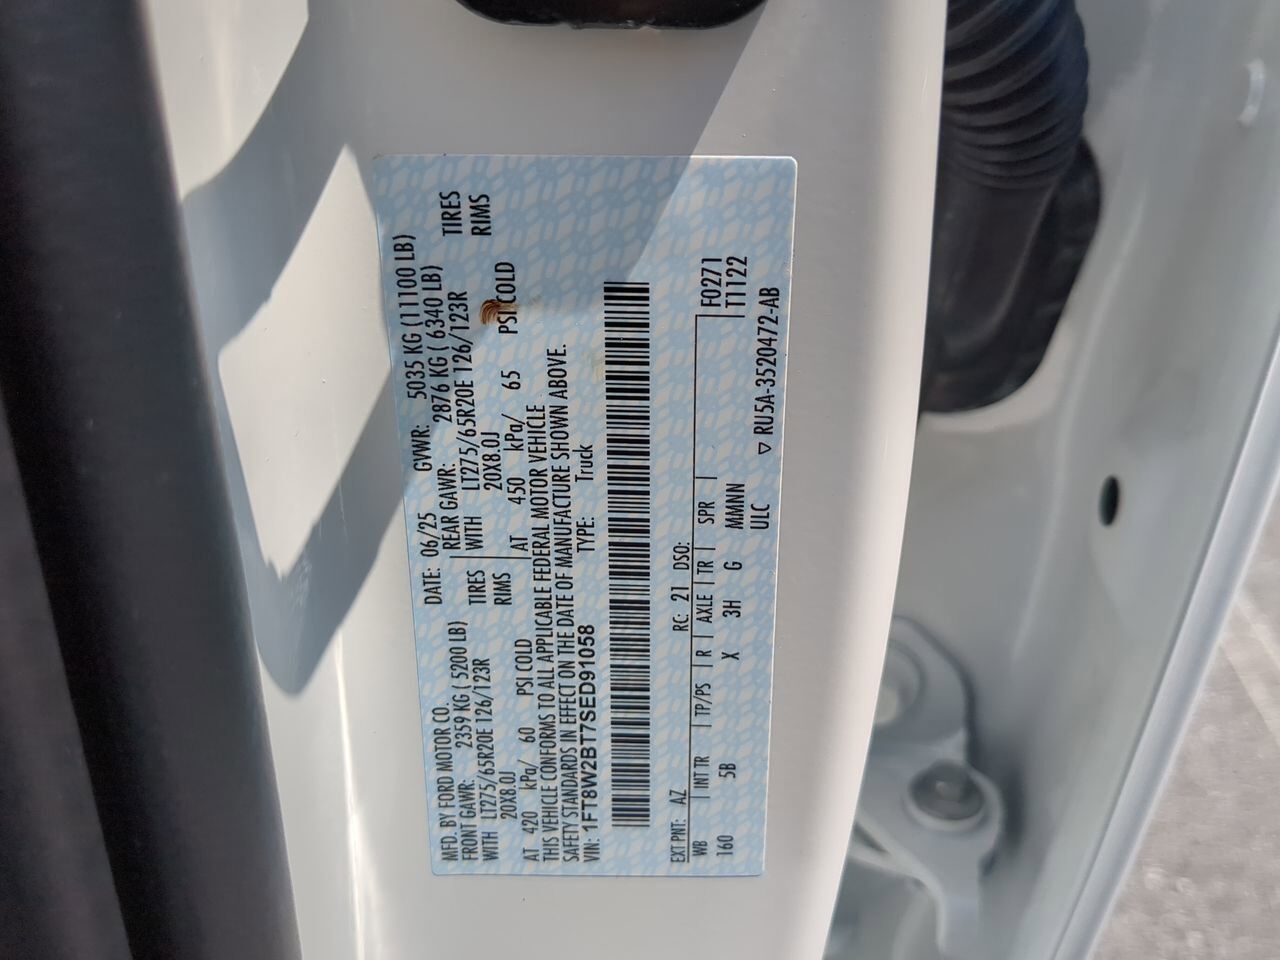 MFD. BY FORD MOTOR CO.
DATE: 06/25 GVWR: 5035 KG (11100 LB)
FRONT GAWR: 2359 KG ( 5200 LB) REAR GAWR: 2876 KG ( 6340 LB)
WITH LT275/65R20E 126/123R TIRES WITH LT275/65R20E 126/123R TIRES
20X8.0J RIMS 20X8.0J RIMS
AT 420 kPa/ 60 PSI COLD AT 450 kPa/ 65 PSI COLD
THIS VEHICLE CONFORMS TO ALL APPLICABLE FEDERAL MOTOR VEHICLE
SAFETY STANDARDS IN EFFECT ON THE DATE OF MANUFACTURE SHOWN ABOVE.
VIN: 1FT8W2BT7SED91058 TYPE: Truck
EXT PNT: AZ RC: 21 DSO: F0271
WB INT TR TP/PS R AXLE TR SPR T1122
160 5B X 3H G MMNN
ULC
▽ RU5A-3520472-AB